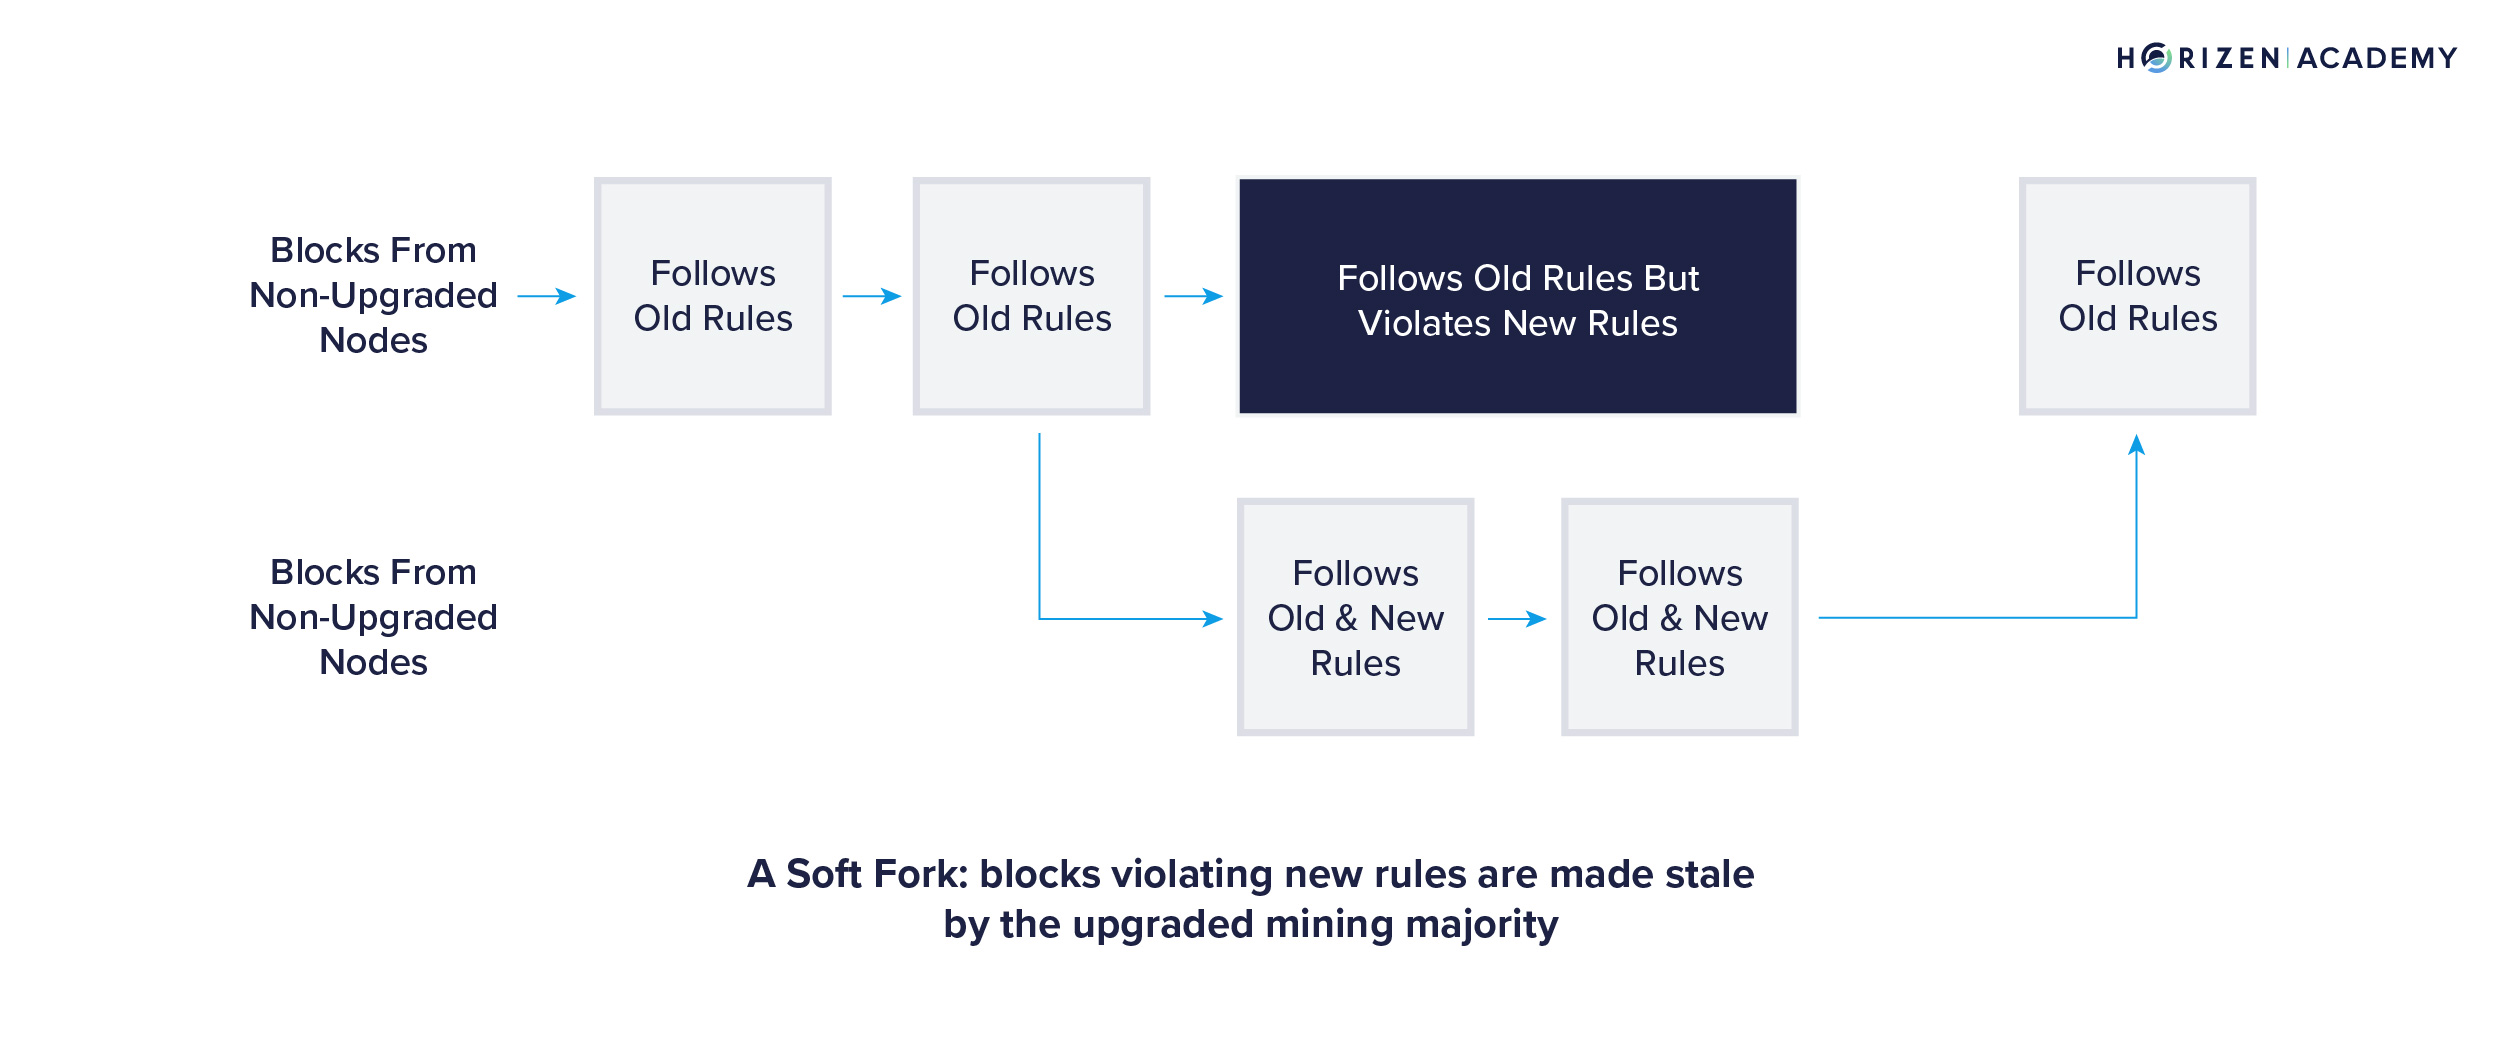 HORIZEN | ACADEMY
Blocks From
Non-Upgraded
Nodes
Follows
Old Rules
Follows
Old Rules
Follows Old Rules But
Violates New Rules
Follows
Old Rules
Blocks From
Non-Upgraded
Nodes
Follows
Old & New
Rules
Follows
Old & New
Rules
A Soft Fork: blocks violating new rules are made stale
by the upgraded mining majority